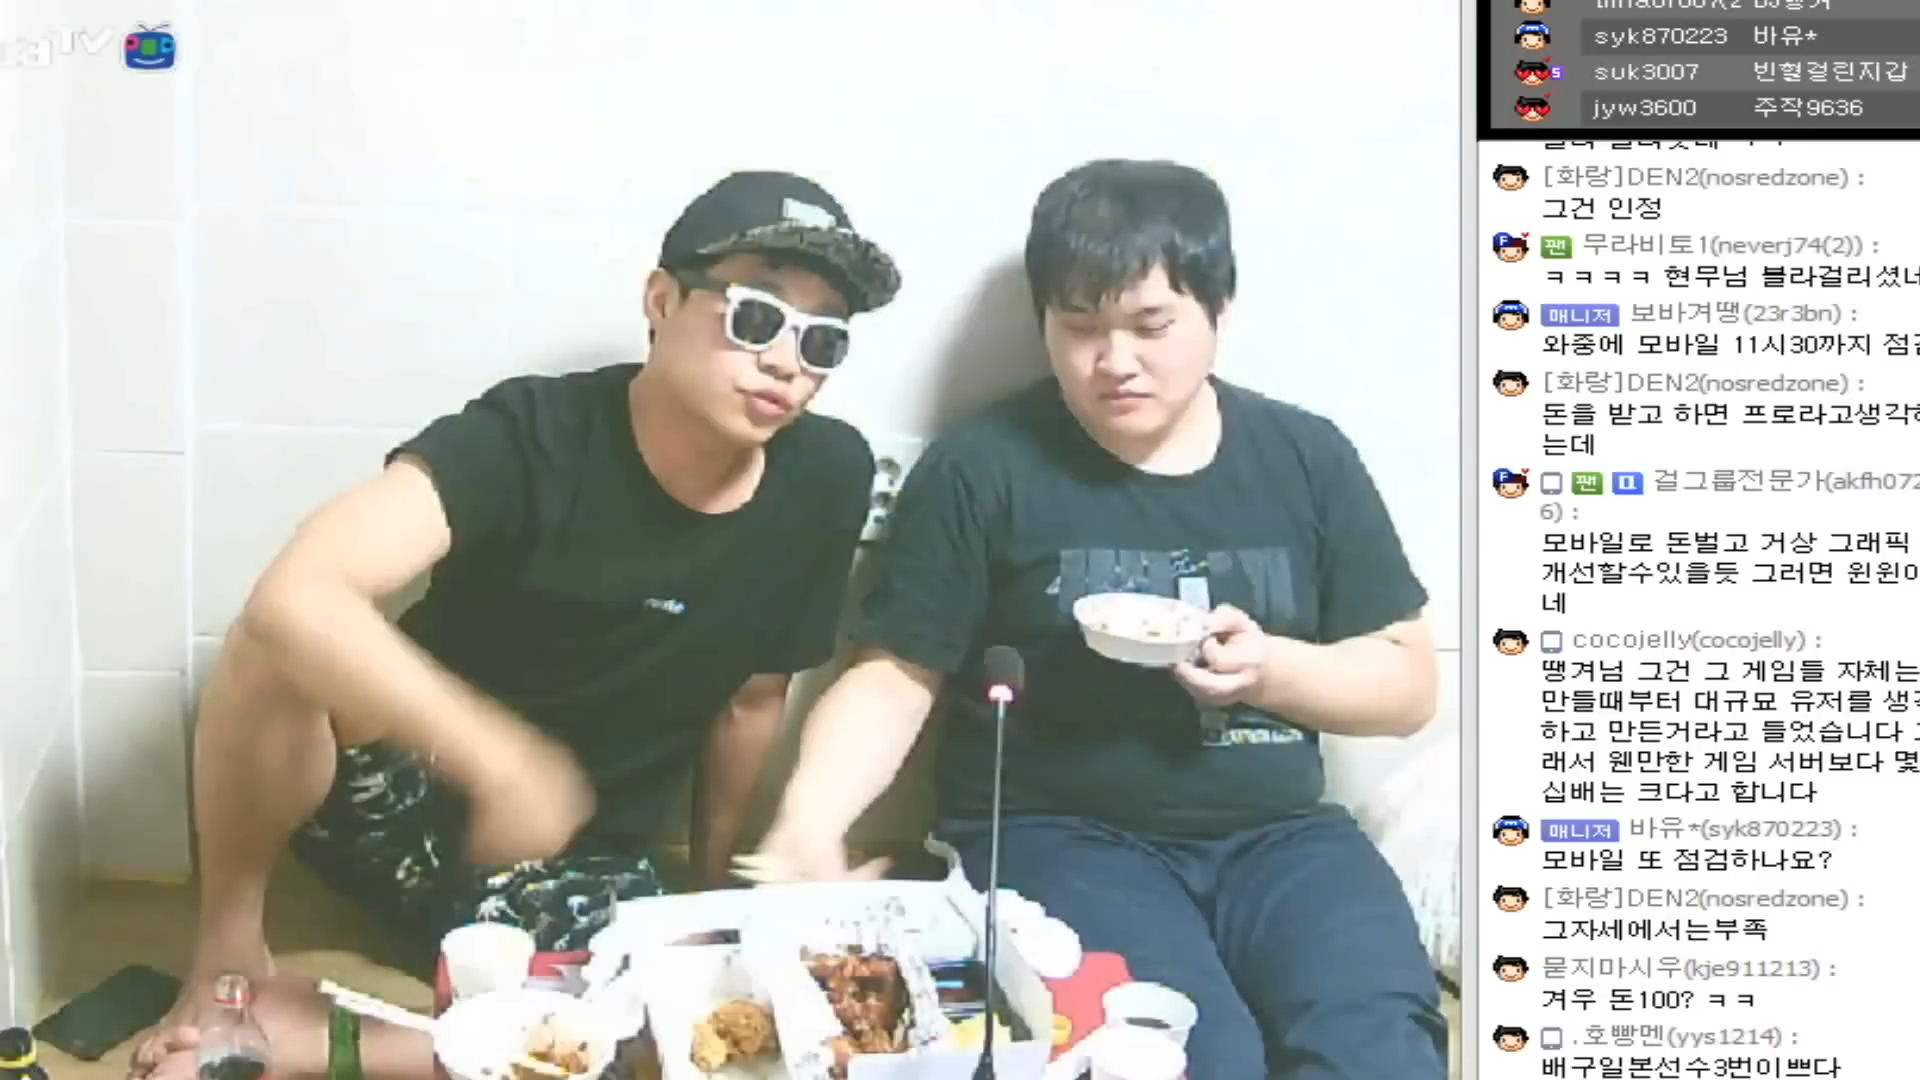 TV
syk870223 바유*
suk3007 빈혈걸린지갑
jyw3600 주작9636
[화랑]DEN2(nosredzone) :
그건 인정
팬 무라비토1(neverj74(2)) :
ㅋㅋㅋㅋ 현무님 블라걸리셨네
매니저 보바겨땡(23r3bn) :
와중에 모바일 11시30까지 점검
[화랑]DEN2(nosredzone) :
돈을 받고 하면 프로라고생각하
는데
팬 걸그룹전문가(akfh072
6) :
모바일로 돈벌고 거상 그래픽
개선할수있을듯 그러면 윈윈이
네
cocojelly(cocojelly) :
땡겨님 그건 그 게임들 자체는
만들때부터 대규모 유저를 생각
하고 만든거라고 들었습니다 그
래서 웬만한 게임 서버보다 몇
십배는 크다고 합니다
매니저 바유*(syk870223) :
모바일 또 점검하나요?
[화랑]DEN2(nosredzone) :
그자세에서는부족
묻지마시우(kje911213) :
겨우 돈100? ㅋㅋ
.호빵멘(yys1214) :
배구일본선수3번이쁘다